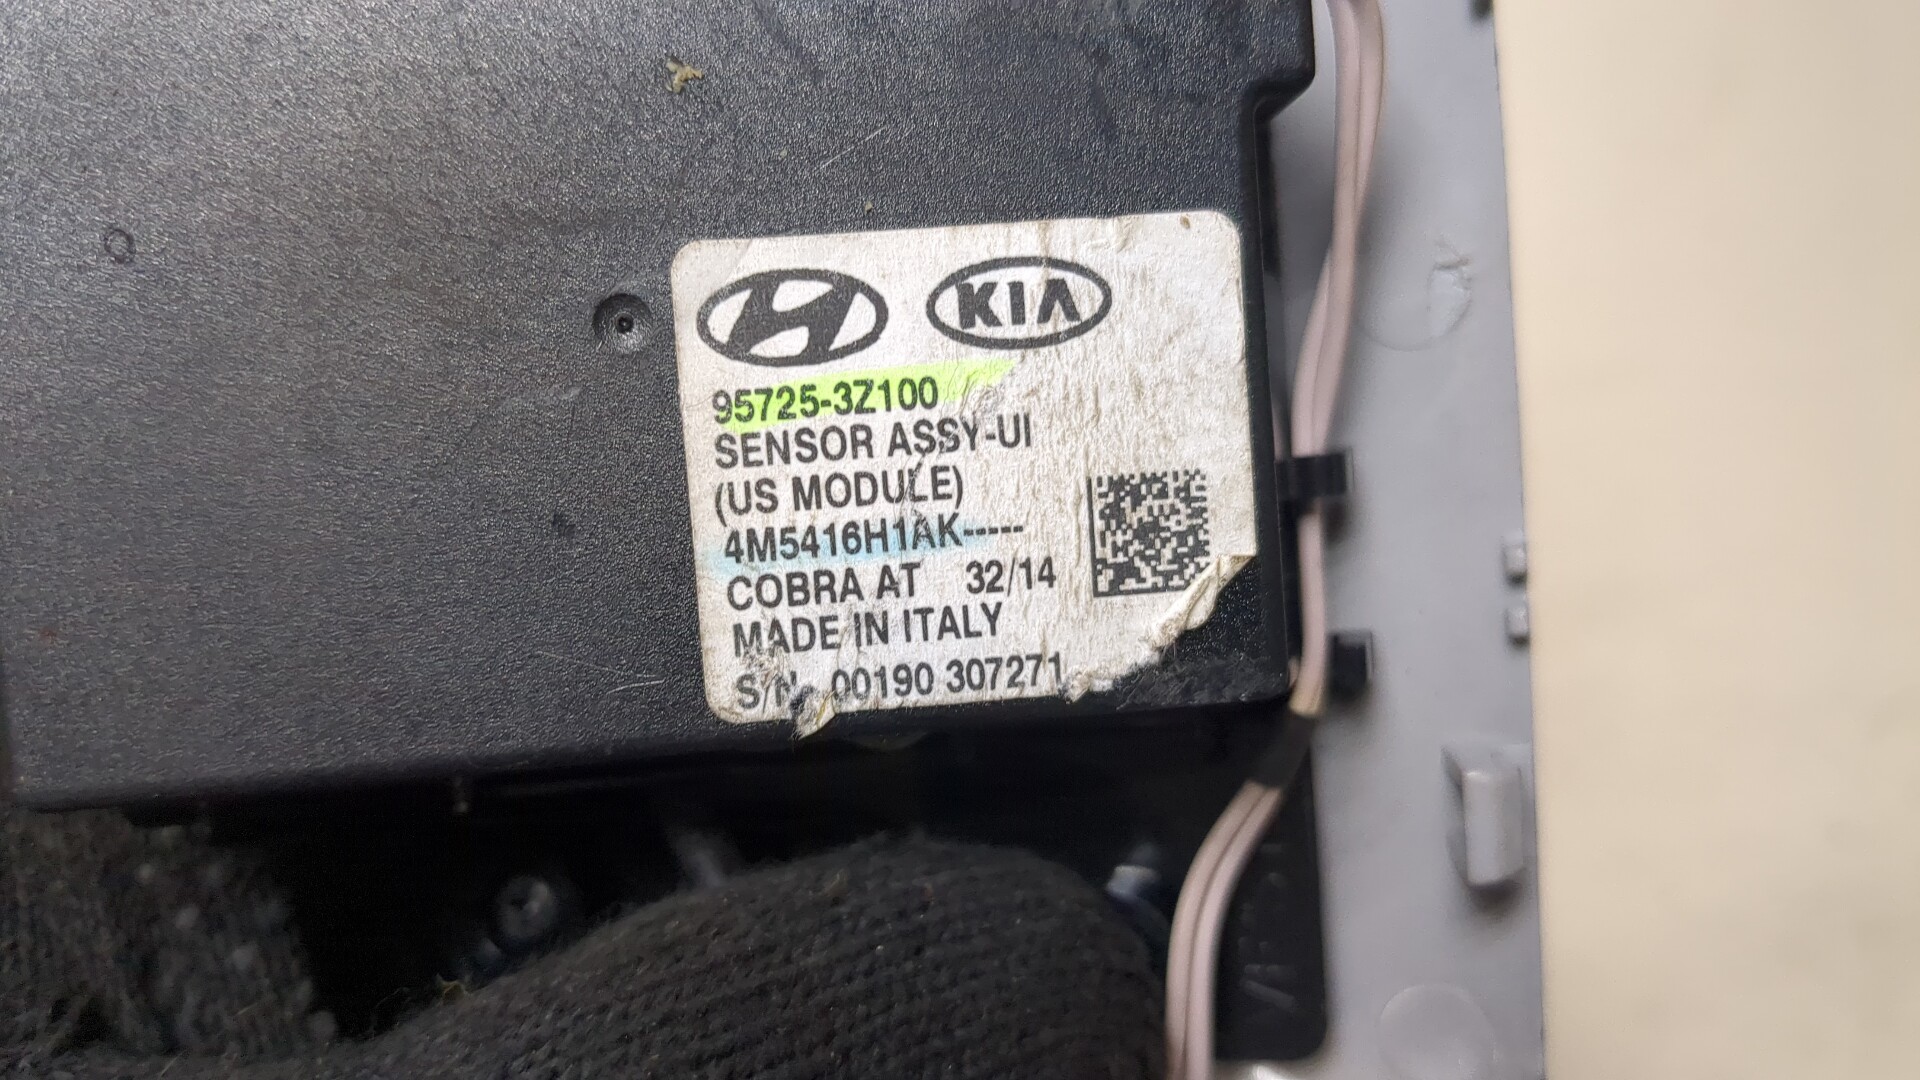 KIA
95725-3Z100
SENSOR ASSY-UI
(US MODULE)
4M5416H1AK-----
COBRA AT 32/14
MADE IN ITALY
S/N 00190 307271